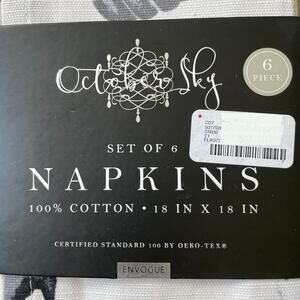 October Sky
6
PIECE
SET OF 6
NAPKINS
100% COTTON • 18 IN X 18 IN
CERTIFIED STANDARD 100 BY OEKO-TEX®
ENVOGUE